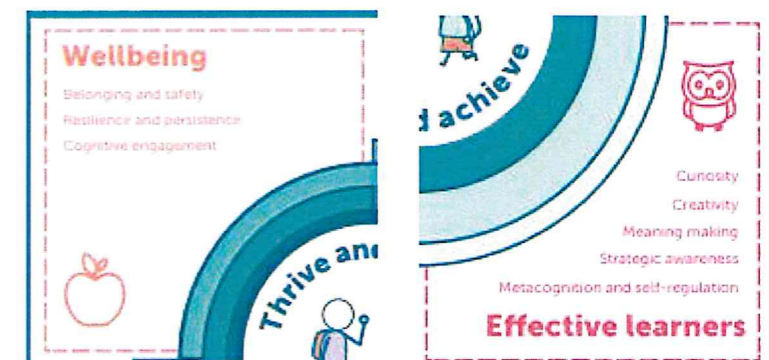 Wellbeing
Belonging and safety
Resilience and persistence
Cognitive engagement
Thrive and
d achieve
Curiosity
Creativity
Meaning making
Strategic awareness
Metacognition and self-regulation
Effective learners